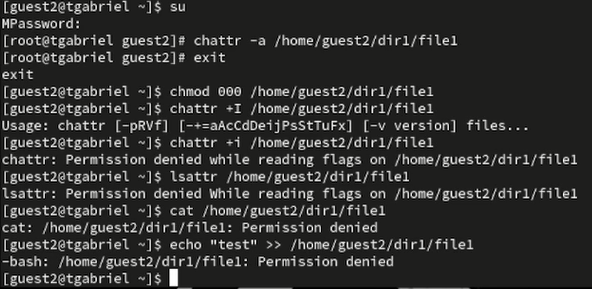 [guest2@tgabriel ~]$ su
MPassword:
[root@tgabriel guest2]# chattr -a /home/guest2/dir1/file1
[root@tgabriel guest2]# exit
exit
[guest2@tgabriel ~]$ chmod 000 /home/guest2/dir1/file1
[guest2@tgabriel ~]$ chattr +I /home/guest2/dir1/file1
Usage: chattr [-pRVf] [-+=aAcCdDeijPsStTuFx] [-v version] files...
[guest2@tgabriel ~]$ chattr +i /home/guest2/dir1/file1
chattr: Permission denied while reading flags on /home/guest2/dir1/file1
[guest2@tgabriel ~]$ lsattr /home/guest2/dir1/file1
lsattr: Permission denied While reading flags on /home/guest2/dir1/file1
[guest2@tgabriel ~]$ cat /home/guest2/dir1/file1
cat: /home/guest2/dir1/file1: Permission denied
[guest2@tgabriel ~]$ echo "test" >> /home/guest2/dir1/file1
-bash: /home/guest2/dir1/file1: Permission denied
[guest2@tgabriel ~]$